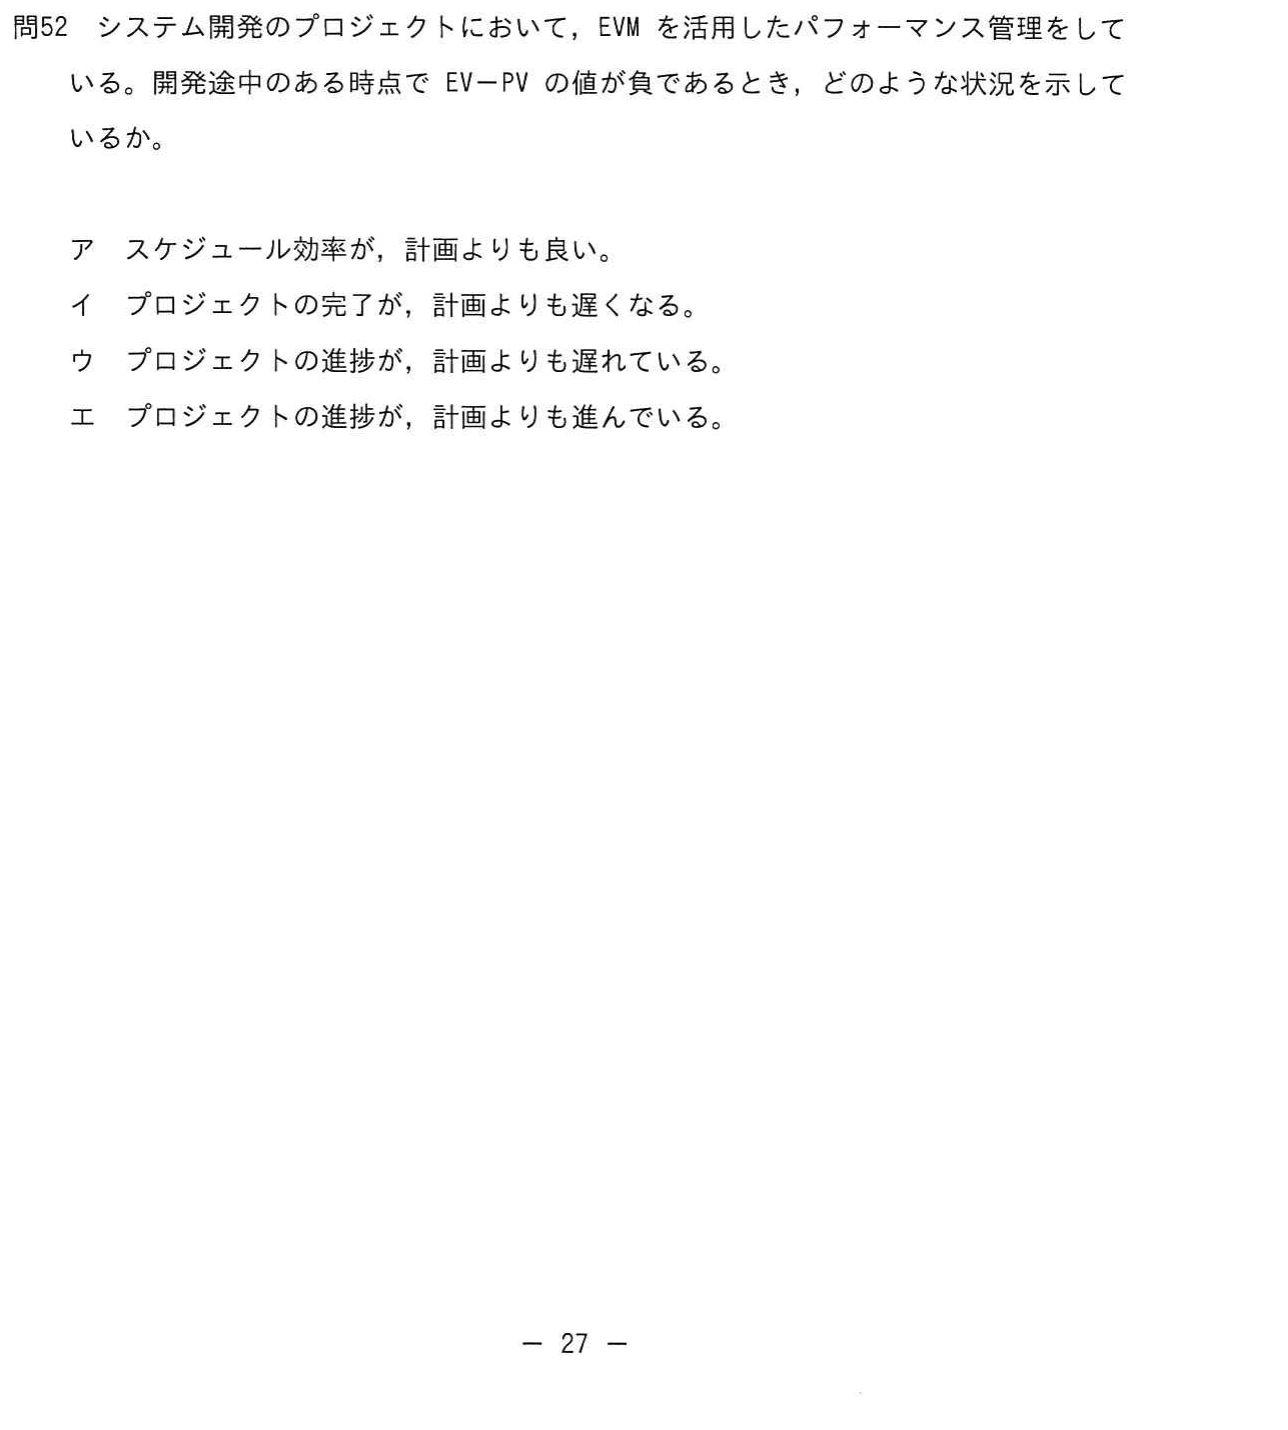 問52　システム開発のプロジェクトにおいて，EVM を活用したパフォーマンス管理をして
いる。開発途中のある時点で EV－PV の値が負であるとき，どのような状況を示して
いるか。
ア　スケジュール効率が，計画よりも良い。
イ　プロジェクトの完了が，計画よりも遅くなる。
ウ　プロジェクトの進捗が，計画よりも遅れている。
エ　プロジェクトの進捗が，計画よりも進んでいる。
－ 27 －